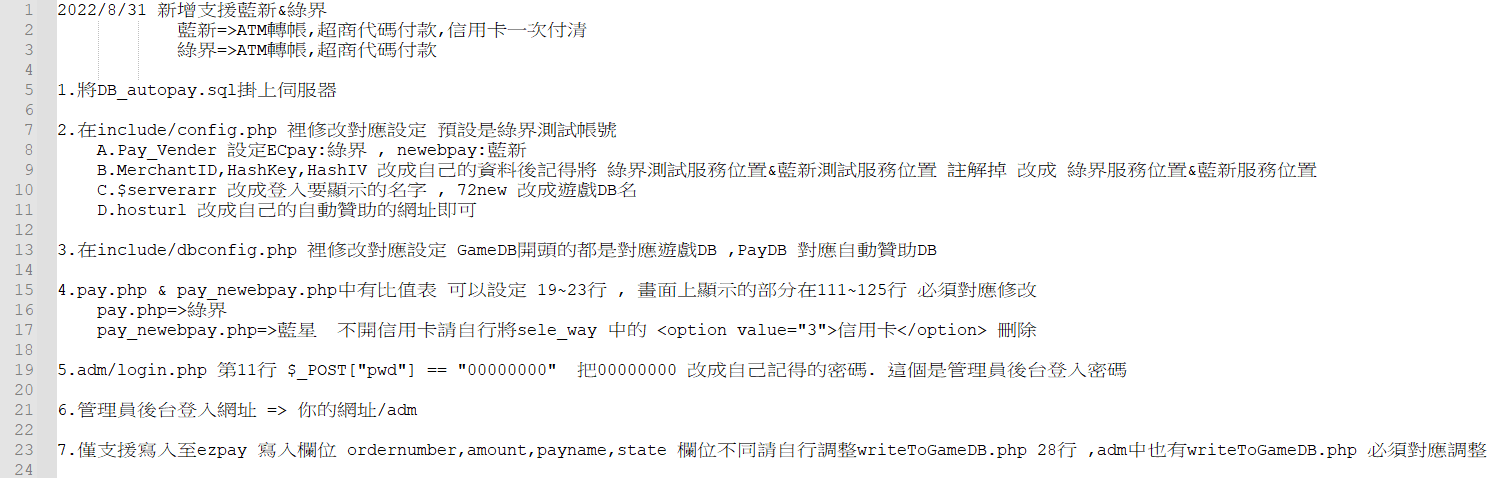 1 2022/8/31 新增支援藍新&綠界
2 藍新=>ATM轉帳,超商代碼付款,信用卡一次付清
3 綠界=>ATM轉帳,超商代碼付款
4
5 1.將DB_autopay.sql掛上伺服器
6
7 2.在include/config.php 裡修改對應設定 預設是綠界測試帳號
8 A.Pay_Vender 設定ECpay:綠界 , newebpay:藍新
9 B.MerchantID,HashKey,HashIV 改成自己的資料後記得將 綠界測試服務位置&藍新測試服務位置 註解掉 改成 綠界服務位置&藍新服務位置
10 C.$serverarr 改成登入要顯示的名字 , 72new 改成遊戲DB名
11 D.hosturl 改成自己的自動贊助的網址即可
12
13 3.在include/dbconfig.php 裡修改對應設定 GameDB開頭的都是對應遊戲DB ,PayDB 對應自動贊助DB
14
15 4.pay.php & pay_newebpay.php中有比值表 可以設定 19~23行 , 畫面上顯示的部分在111~125行 必須對應修改
16 pay.php=>綠界
17 pay_newebpay.php=>藍星 不開信用卡請自行將sele_way 中的 <option value="3">信用卡</option> 刪除
18
19 5.adm/login.php 第11行 $_POST["pwd"] == "00000000" 把00000000 改成自己記得的密碼. 這個是管理員後台登入密碼
20
21 6.管理員後台登入網址 => 你的網址/adm
22
23 7.僅支援寫入至ezpay 寫入欄位 ordernumber,amount,payname,state 欄位不同請自行調整writeToGameDB.php 28行 ,adm中也有writeToGameDB.php 必須對應調整
24